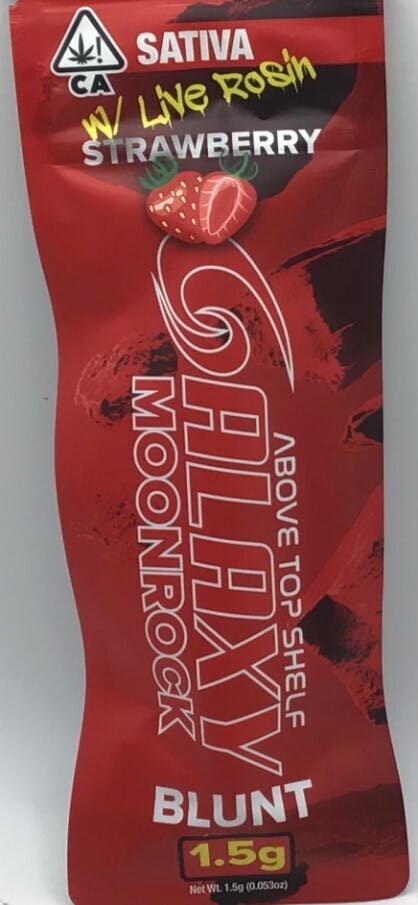 SATIVA
CA
W/ Live Rosin
STRAWBERRY
ABOVE TOP SHELF
GALAXY
MOONROCK
BLUNT
1.5g
Net Wt. 1.5g (0.053oz)